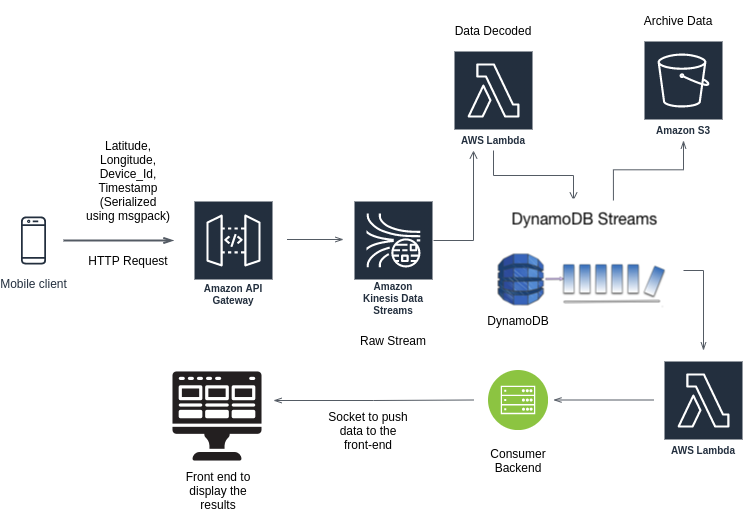 Archive Data
Data Decoded
AWS Lambda
Amazon S3
Latitude,
Longitude,
Device_Id,
Timestamp
(Serialized
using msgpack)
HTTP Request
Mobile client
Amazon API
Gateway
Amazon
Kinesis Data
Streams
Raw Stream
DynamoDB Streams
DynamoDB
AWS Lambda
Consumer
Backend
Socket to push
data to the
front-end
Front end to
display the
results